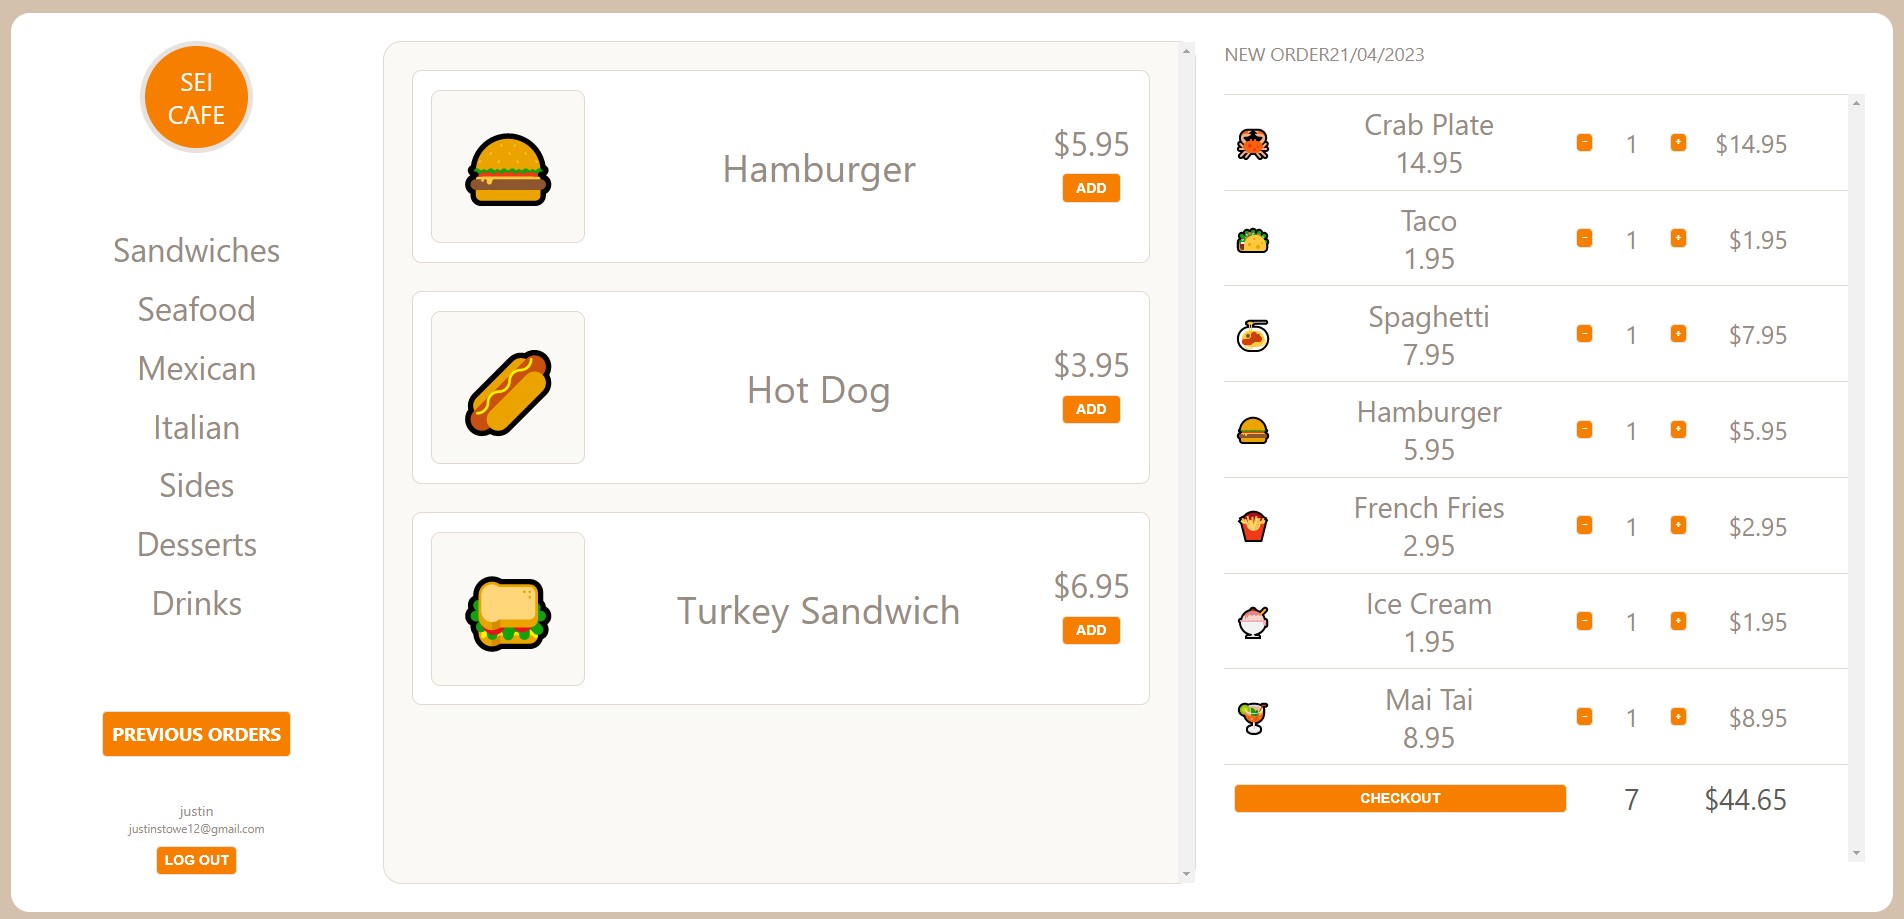 SEI
CAFE
Sandwiches
Seafood
Mexican
Italian
Sides
Desserts
Drinks
PREVIOUS ORDERS
justin
justinstowe12@gmail.com
LOG OUT
Hamburger
$5.95
ADD
Hot Dog
$3.95
ADD
Turkey Sandwich
$6.95
ADD
NEW ORDER21/04/2023
Crab Plate
14.95
- 1 + $14.95
Taco
1.95
- 1 + $1.95
Spaghetti
7.95
- 1 + $7.95
Hamburger
5.95
- 1 + $5.95
French Fries
2.95
- 1 + $2.95
Ice Cream
1.95
- 1 + $1.95
Mai Tai
8.95
- 1 + $8.95
CHECKOUT 7 $44.65